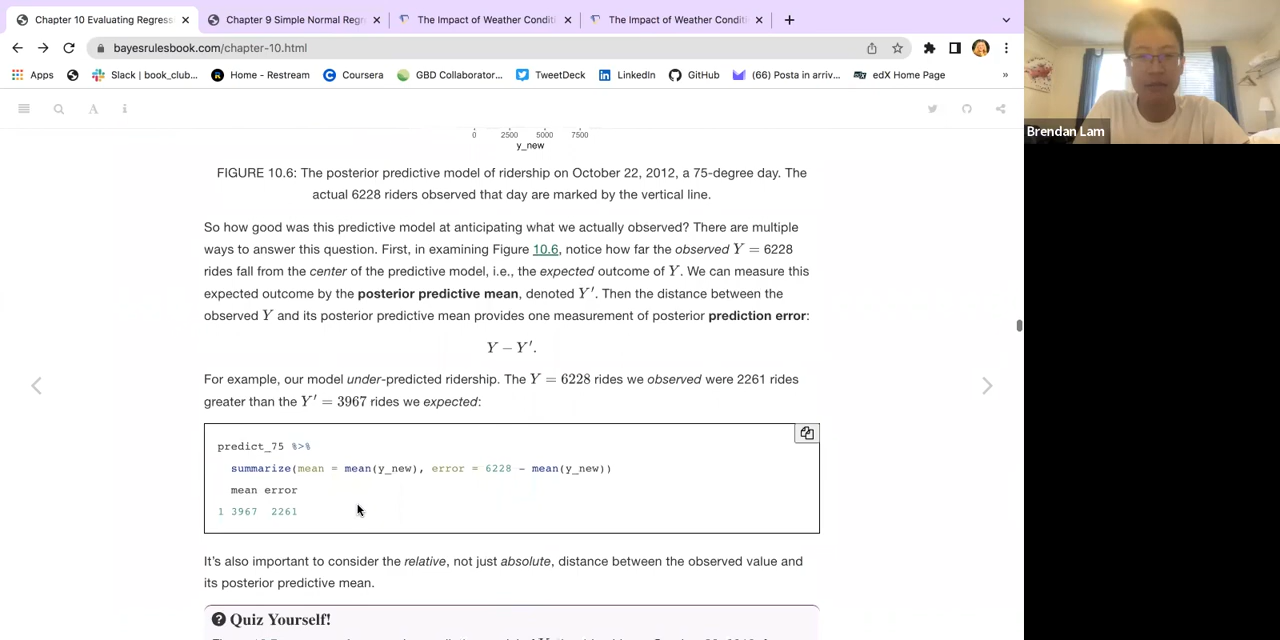 Chapter 10 Evaluating Regress
Chapter 9 Simple Normal Regr
The Impact of Weather Conditi
The Impact of Weather Conditi
bayesrulesbook.com/chapter-10.html
Apps
Slack | book_club...
Home - Restream
Coursera
GBD Collaborator...
TweetDeck
LinkedIn
GitHub
(66) Posta in arriv...
edX Home Page
»
Brendan Lam
0 2500 5000 7500
y_new
FIGURE 10.6: The posterior predictive model of ridership on October 22, 2012, a 75-degree day. The
actual 6228 riders observed that day are marked by the vertical line.
So how good was this predictive model at anticipating what we actually observed? There are multiple
ways to answer this question. First, in examining Figure 10.6, notice how far the observed Y = 6228
rides fall from the center of the predictive model, i.e., the expected outcome of Y. We can measure this
expected outcome by the posterior predictive mean, denoted Y′. Then the distance between the
observed Y and its posterior predictive mean provides one measurement of posterior prediction error:
Y − Y′.
For example, our model under-predicted ridership. The Y = 6228 rides we observed were 2261 rides
greater than the Y′ = 3967 rides we expected:
predict_75 %>%
summarize(mean = mean(y_new), error = 6228 - mean(y_new))
mean error
1 3967 2261
It's also important to consider the relative, not just absolute, distance between the observed value and
its posterior predictive mean.
Quiz Yourself!